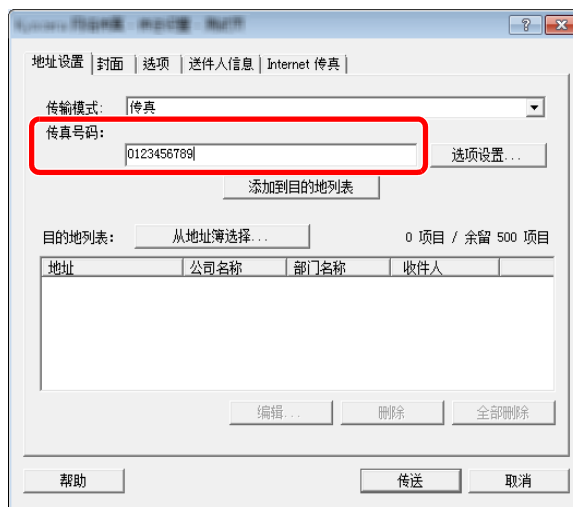 地址设置 封面 选项 送件人信息 Internet 传真
传输模式: 传真
传真号码:
0123456789 选项设置...
添加到目的地列表
目的地列表: 从地址簿选择... 0 项目 / 余留 500 项目
地址 公司名称 部门名称 收件人
编辑... 删除 全部删除
帮助 传送 取消